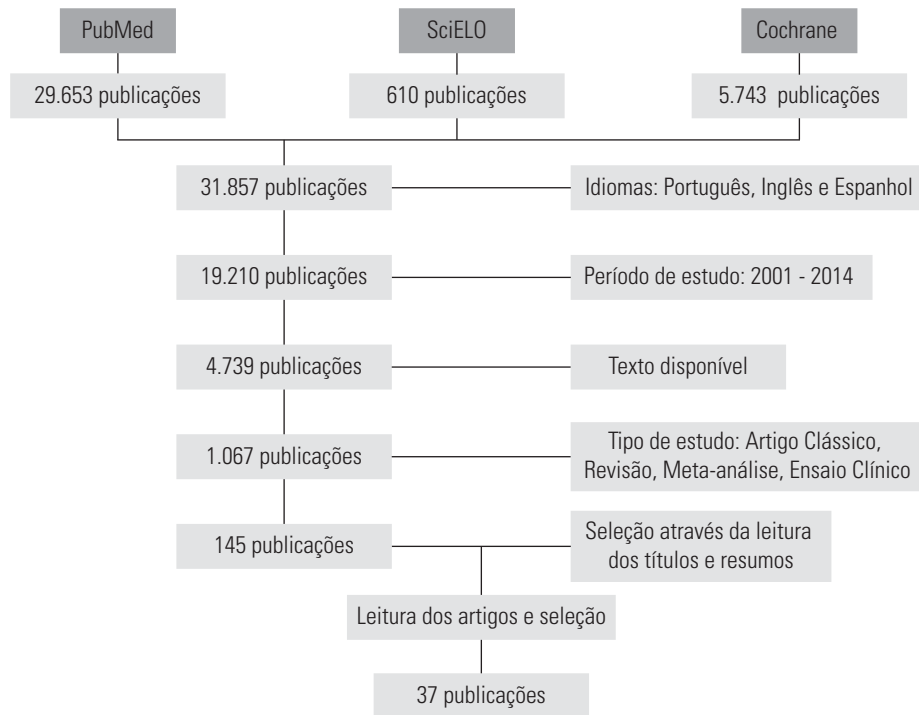 PubMed
SciELO
Cochrane
29.653 publicações
610 publicações
5.743 publicações
31.857 publicações
Idiomas: Português, Inglês e Espanhol
19.210 publicações
Período de estudo: 2001 - 2014
4.739 publicações
Texto disponível
1.067 publicações
Tipo de estudo: Artigo Clássico,
Revisão, Meta-análise, Ensaio Clínico
145 publicações
Seleção através da leitura
dos títulos e resumos
Leitura dos artigos e seleção
37 publicações